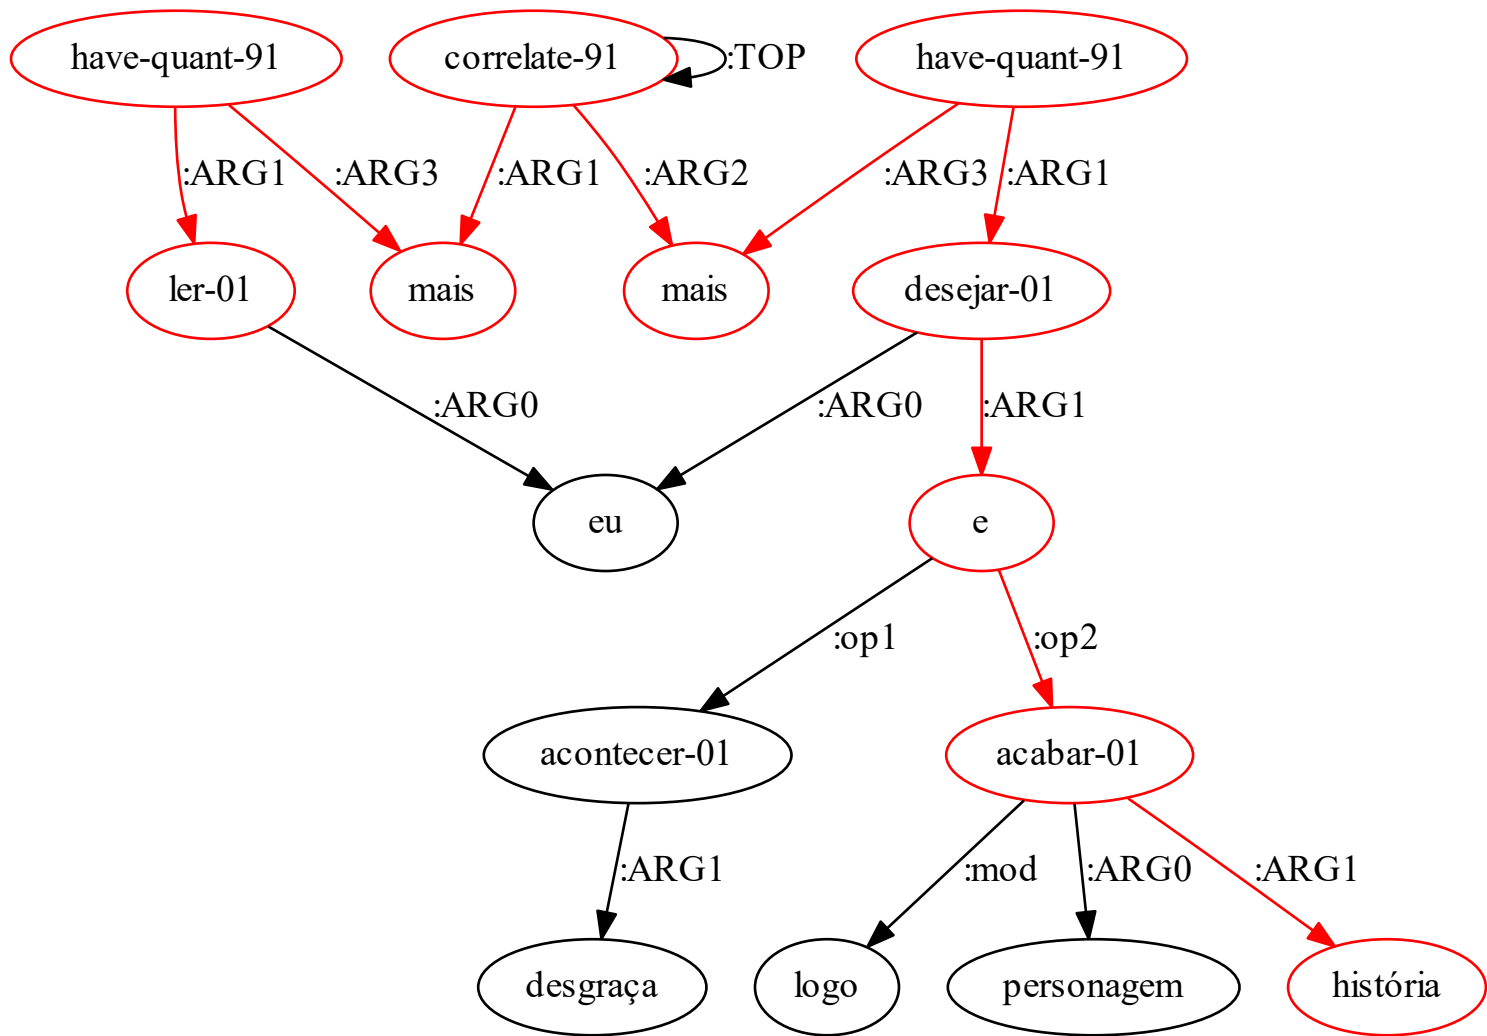 have-quant-91 correlate-91 :TOP have-quant-91
:ARG1 :ARG3 :ARG1 :ARG2 :ARG3 :ARG1
ler-01 mais mais desejar-01
:ARG0 :ARG0 :ARG1
eu e
:op1 :op2
acontecer-01 acabar-01
:ARG1 :mod :ARG0 :ARG1
desgraça logo personagem história